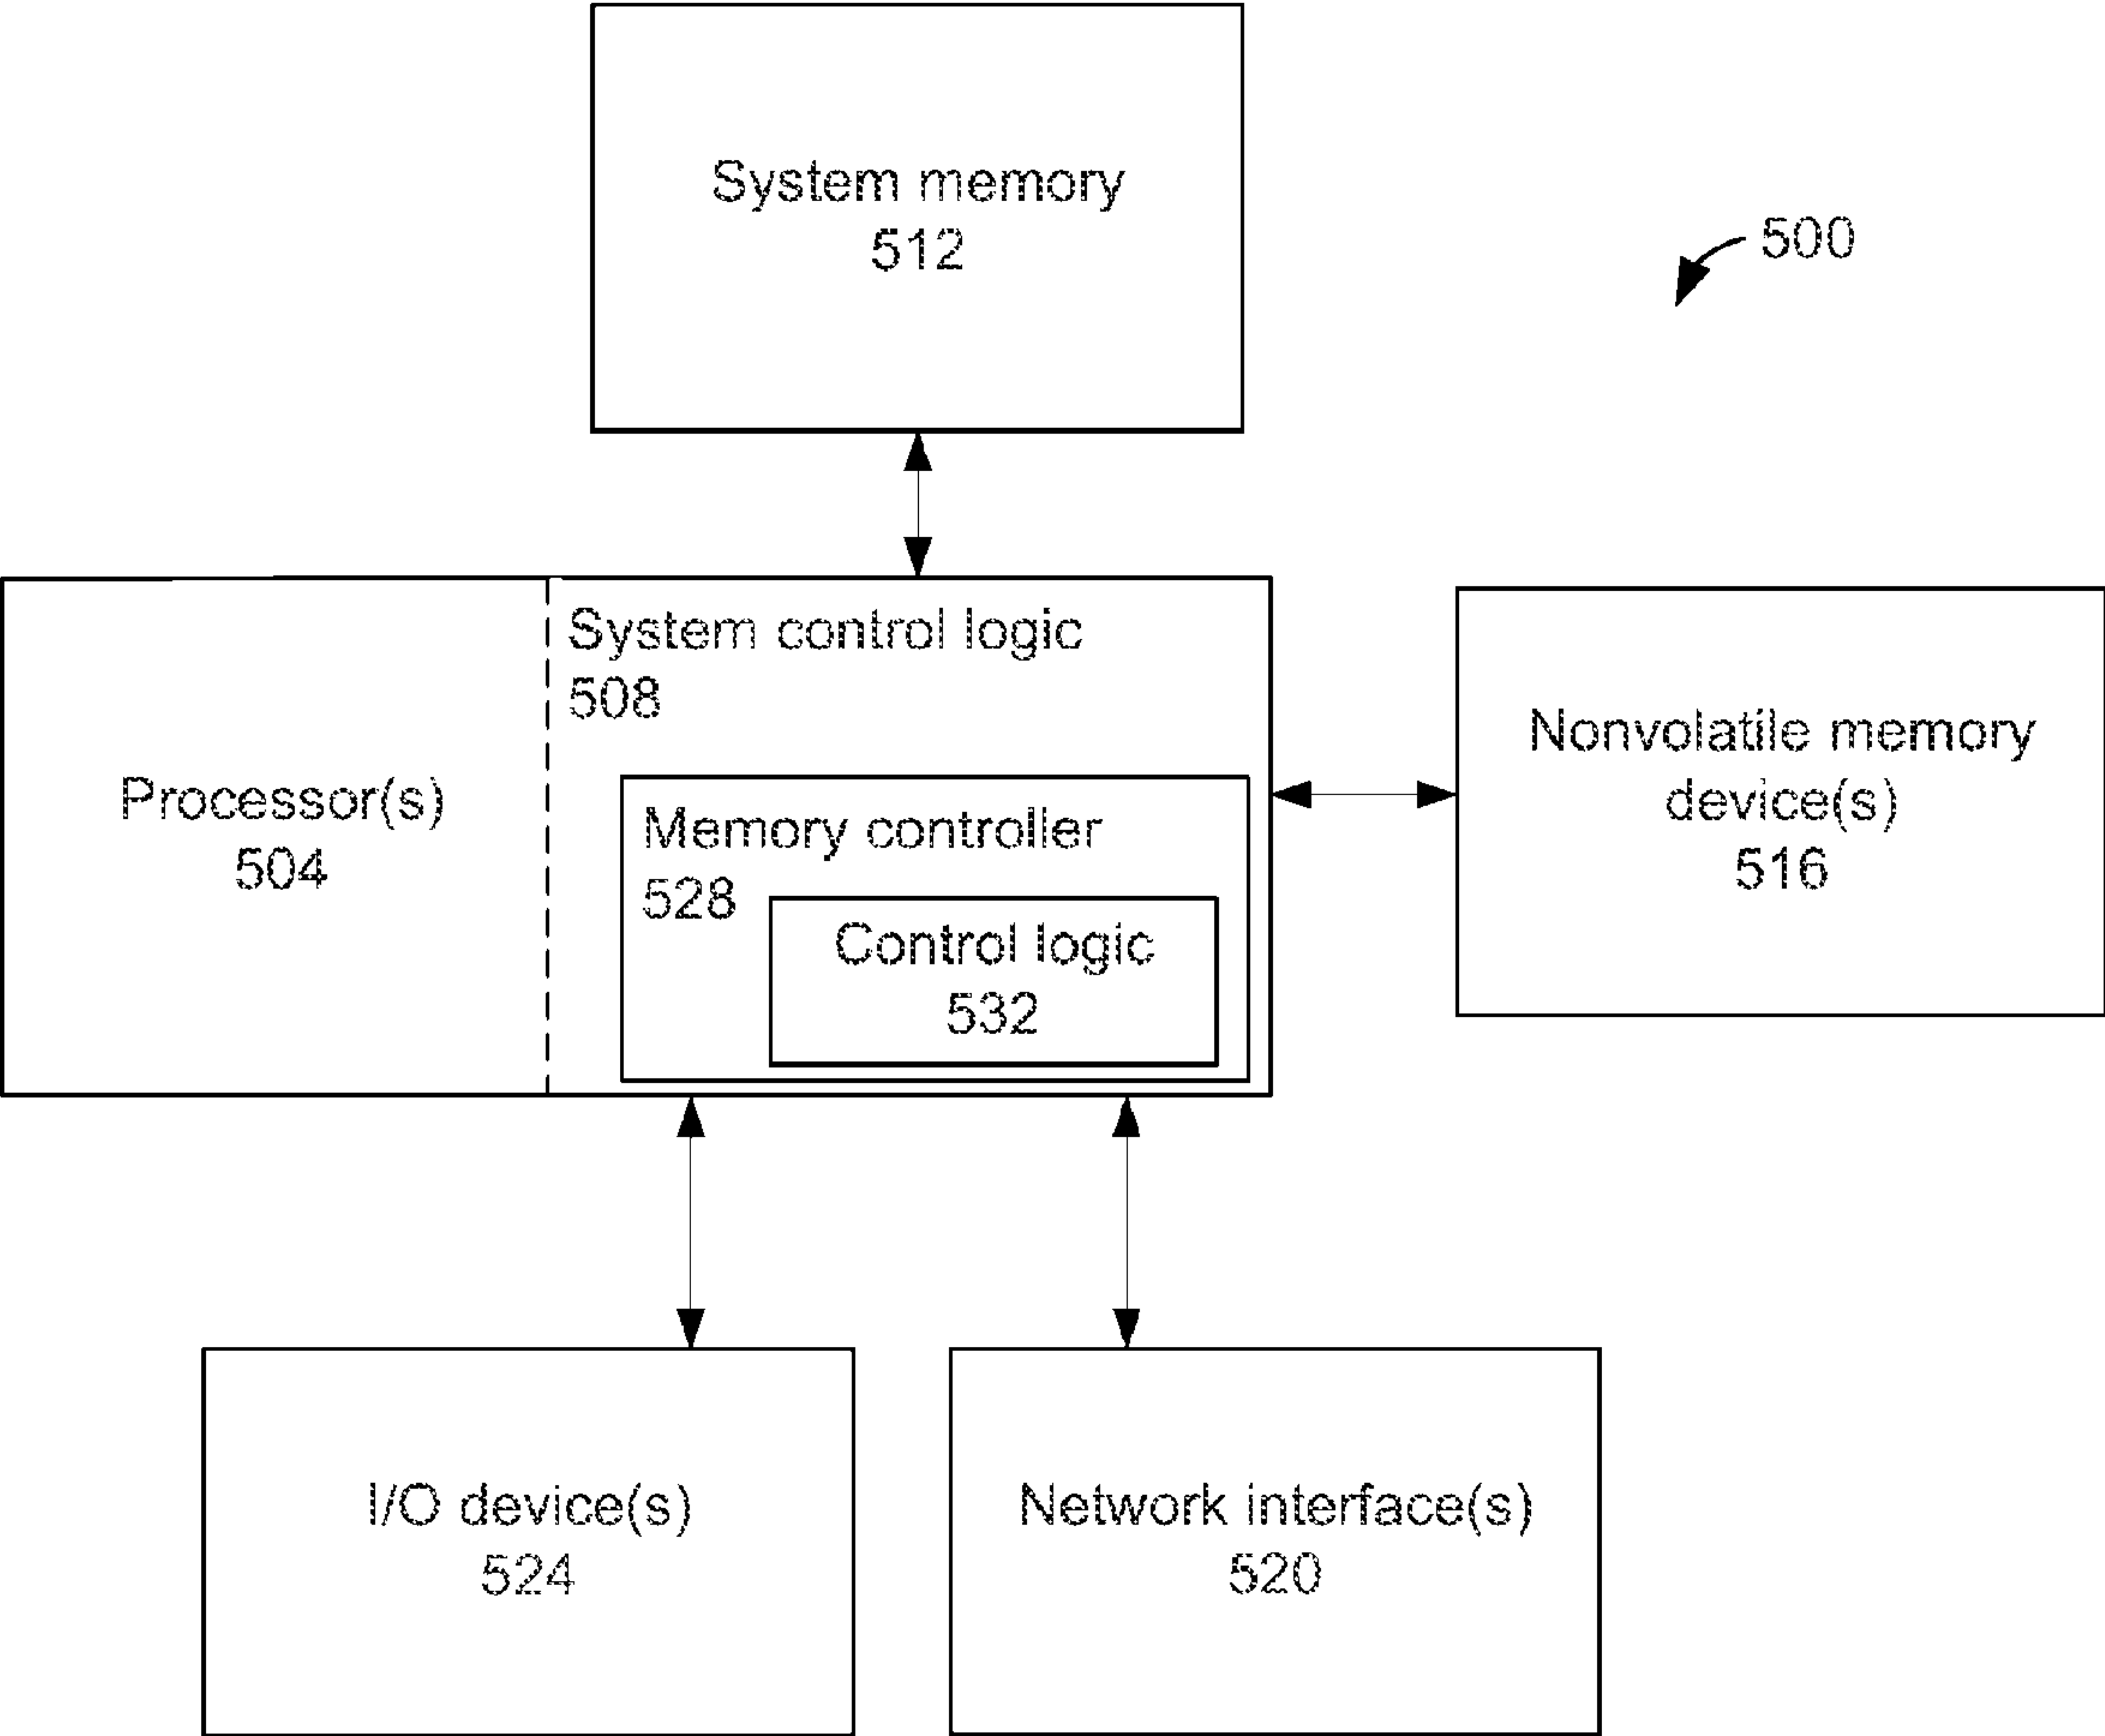 System memory
512
500
System control logic
508
Processor(s)
504
Memory controller
528
Control logic
532
Nonvolatile memory
device(s)
516
I/O device(s)
524
Network interface(s)
520